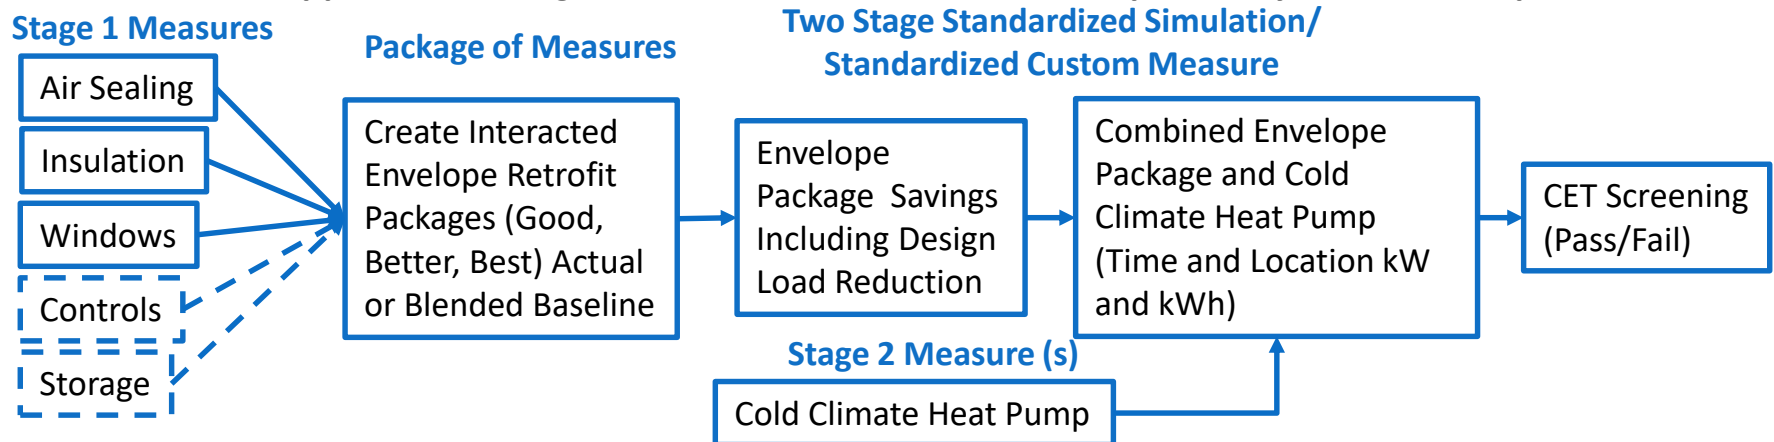 Stage 1 Measures
Air Sealing
Insulation
Windows
Controls
Storage
Package of Measures
Create Interacted
Envelope Retrofit
Packages (Good,
Better, Best) Actual
or Blended Baseline
Two Stage Standardized Simulation/
Standardized Custom Measure
Envelope
Package Savings
Including Design
Load Reduction
Combined Envelope
Package and Cold
Climate Heat Pump
(Time and Location kW
and kWh)
Stage 2 Measure (s)
Cold Climate Heat Pump
CET Screening
(Pass/Fail)